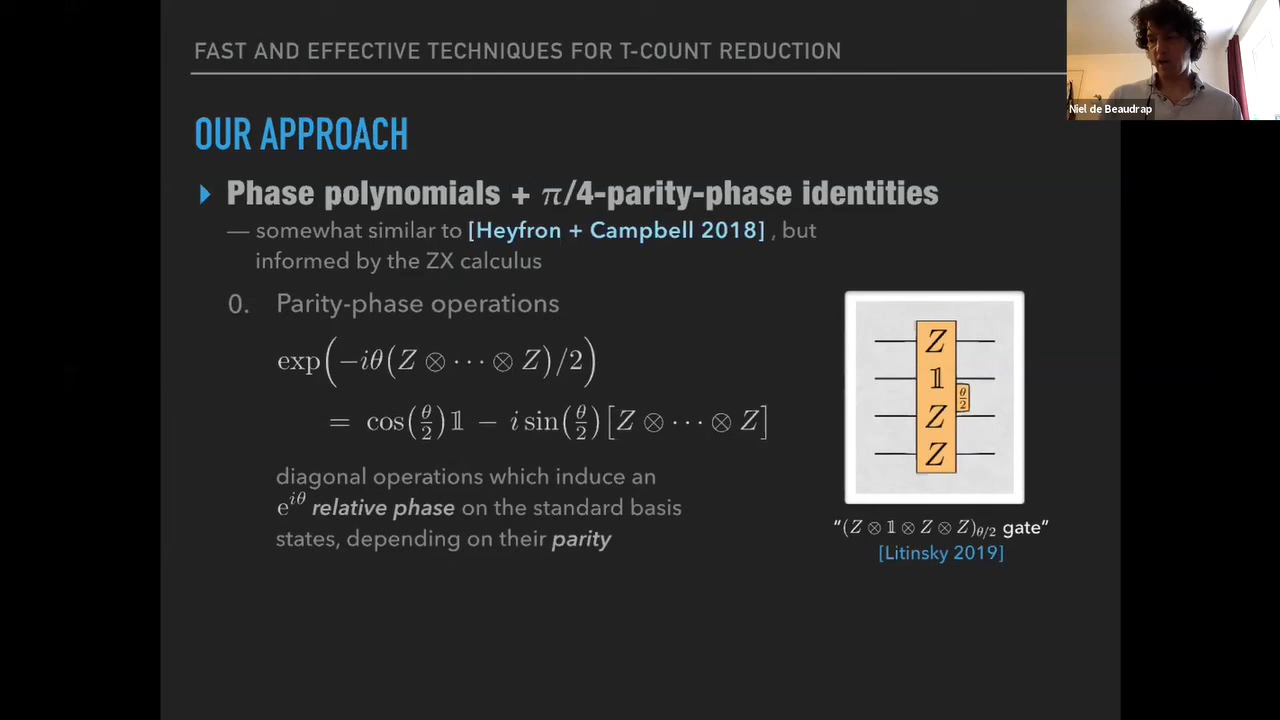 FAST AND EFFECTIVE TECHNIQUES FOR T-COUNT REDUCTION
Niel de Beaudrap
OUR APPROACH
Phase polynomials + π/4-parity-phase identities
— somewhat similar to [Heyfron + Campbell 2018] , but
informed by the ZX calculus
0. Parity-phase operations
exp(−iθ(Z ⊗ ⋯ ⊗ Z)/2)
= cos(θ/2)𝟙 − i sin(θ/2)[Z ⊗ ⋯ ⊗ Z]
diagonal operations which induce an
e^{iθ} relative phase on the standard basis
states, depending on their parity
Z
𝟙
θ/2
Z
Z
“(Z ⊗ 𝟙 ⊗ Z ⊗ Z)_{θ/2} gate”
[Litinsky 2019]